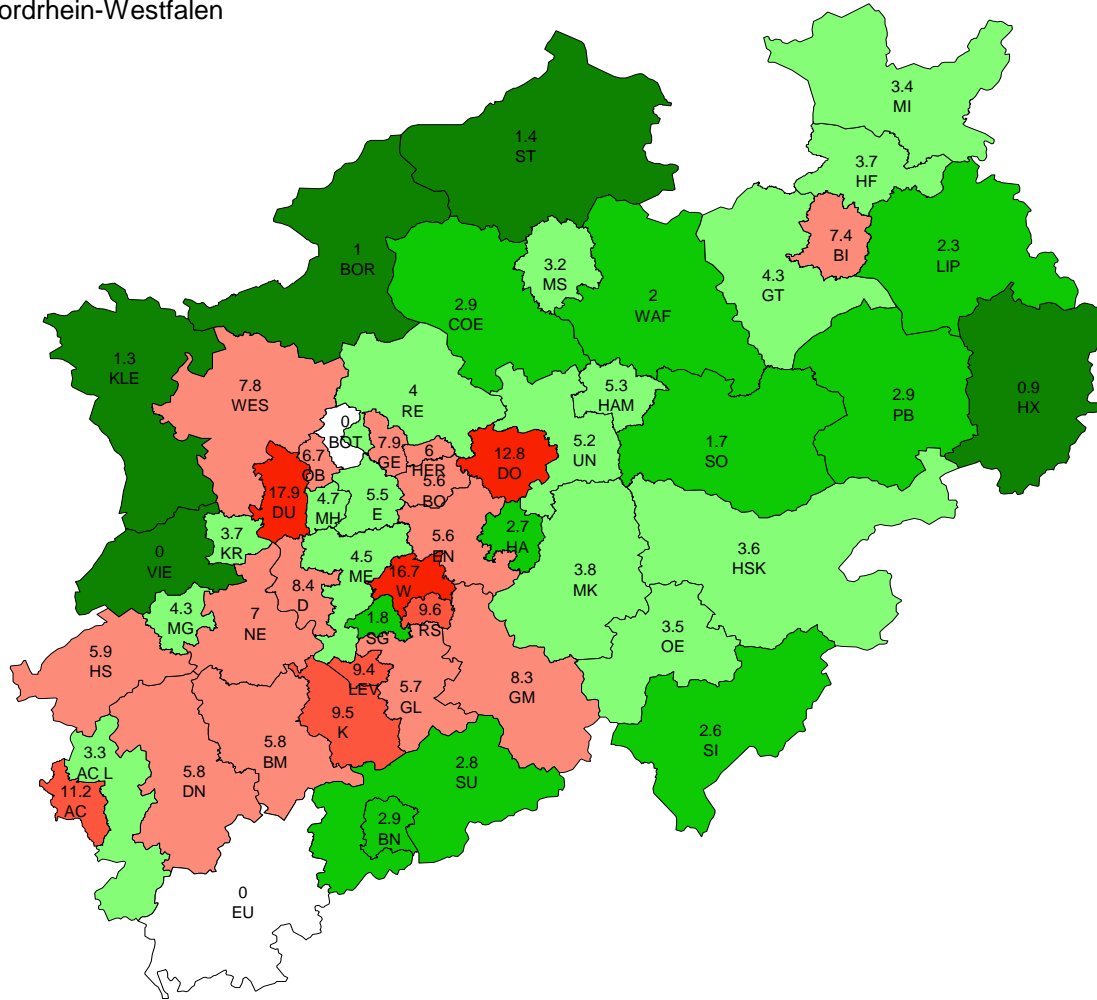 ordrhein-Westfalen
3.4
MI
1.4
ST
3.7
HF
7.4
BI
2.3
LIP
1
BOR
3.2
MS
4.3
GT
2
WAF
2.9
COE
1.3
KLE
7.8
WES
4
RE
5.3
HAM
2.9
PB
0.9
HX
0
BOT
7.9
GE
6
HER
12.8
DO
5.2
UN
1.7
SO
6.7
OB
5.6
BO
17.9
DU
4.7
MH
5.5
E
2.7
HA
3.7
KR
5.6
EN
0
VIE
4.5
ME
3.6
HSK
16.7
W
3.8
MK
8.4
D
4.3
MG
7
NE
1.8
SG
9.6
RS
3.5
OE
5.9
HS
9.4
LEV
5.7
GL
8.3
GM
9.5
K
2.6
SI
3.3
AC L
5.8
BM
2.8
SU
11.2
AC
5.8
DN
2.9
BN
0
EU